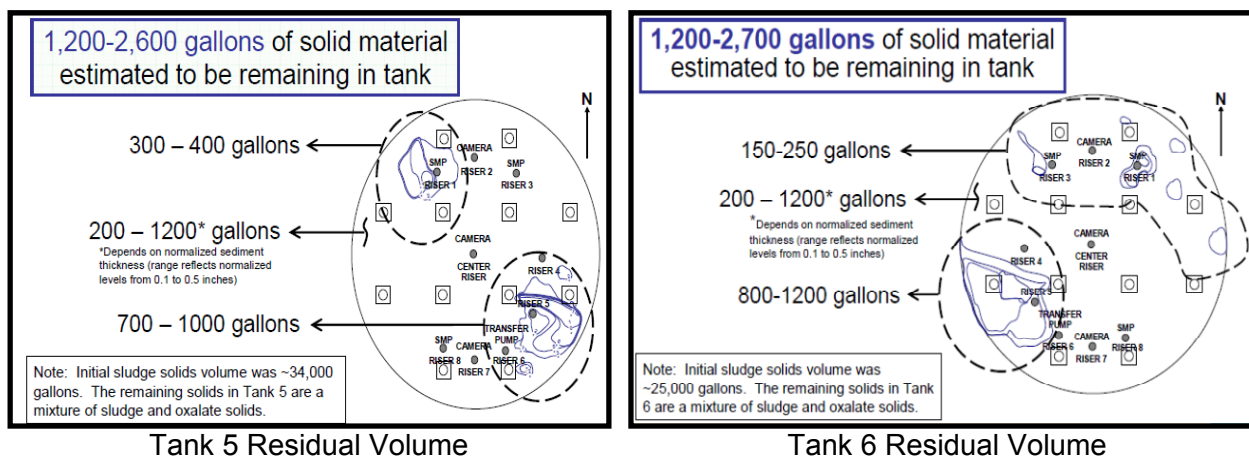 1,200-2,600 gallons of solid material
estimated to be remaining in tank
N
300 – 400 gallons
CAMERA
SMP
SMP
RISER 1
RISER 2
RISER 3
200 – 1200* gallons
*Depends on normalized sediment
thickness (range reflects normalized
levels from 0.1 to 0.5 inches)
CAMERA
CENTER
RISER
RISER 4
RISER 5
700 – 1000 gallons
TRANSFER
PUMP
RISER 6
SMP
RISER 8
CAMERA
RISER 7
Note: Initial sludge solids volume was ~34,000
gallons. The remaining solids in Tank 5 are a
mixture of sludge and oxalate solids.
Tank 5 Residual Volume
1,200-2,700 gallons of solid material
estimated to be remaining in tank
N
150-250 gallons
CAMERA
RISER 2
SMP
RISER 3
SMP
RISER 1
200 – 1200* gallons
*Depends on normalized sediment
thickness (range reflects normalized
levels from 0.1 to 0.5 inches)
CAMERA
CENTER
RISER
RISER 4
RISER 5
800-1200 gallons
TRANSFER
PUMP
RISER 6
CAMERA
RISER 7
SMP
RISER 8
Note: Initial sludge solids volume was
~25,000 gallons. The remaining solids in Tank
6 are a mixture of sludge and oxalate solids.
Tank 6 Residual Volume